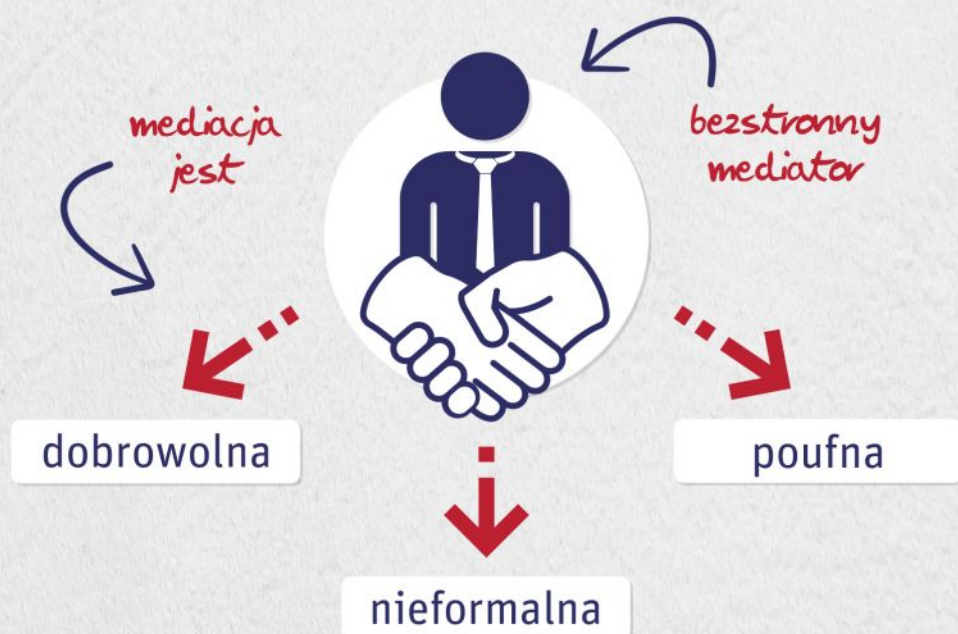 mediacja
jest
bezstronny
mediator
dobrowolna
poufna
nieformalna